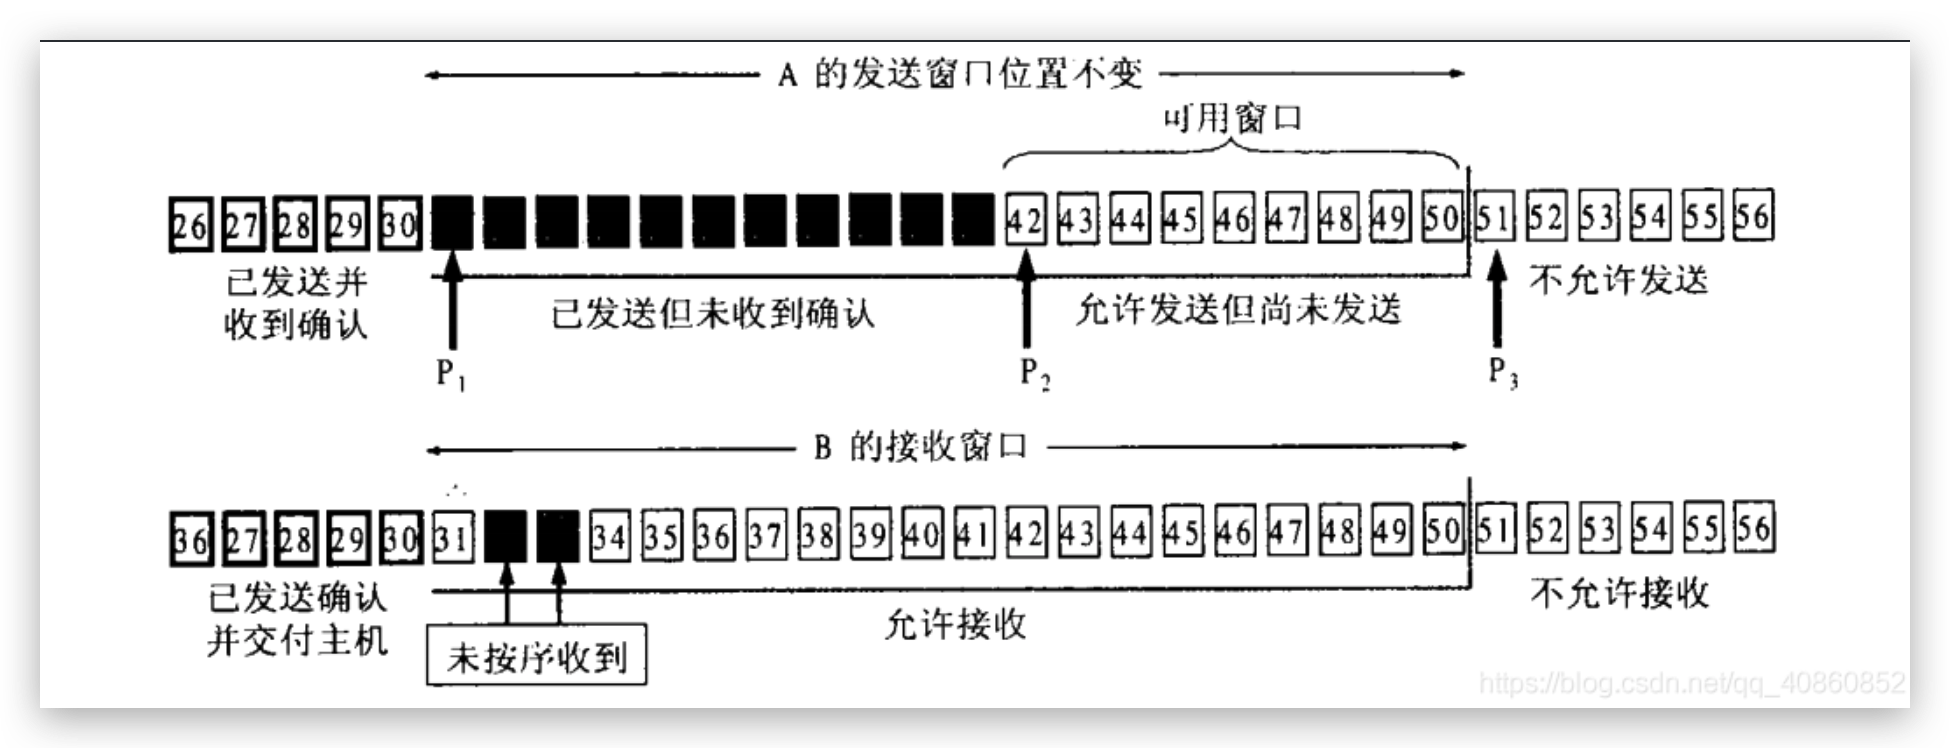 A 的发送窗口位置不变
可用窗口
26 27 28 29 30 42 43 44 45 46 47 48 49 50 51 52 53 54 55 56
已发送并
收到确认
已发送但未收到确认
允许发送但尚未发送
不允许发送
P1 P2 P3
B 的接收窗口
36 27 28 29 30 31 34 35 36 37 38 39 40 41 42 43 44 45 46 47 48 49 50 51 52 53 54 55 56
已发送确认
并交付主机
未按序收到
允许接收
不允许接收
https://blog.csdn.net/qq_40860852